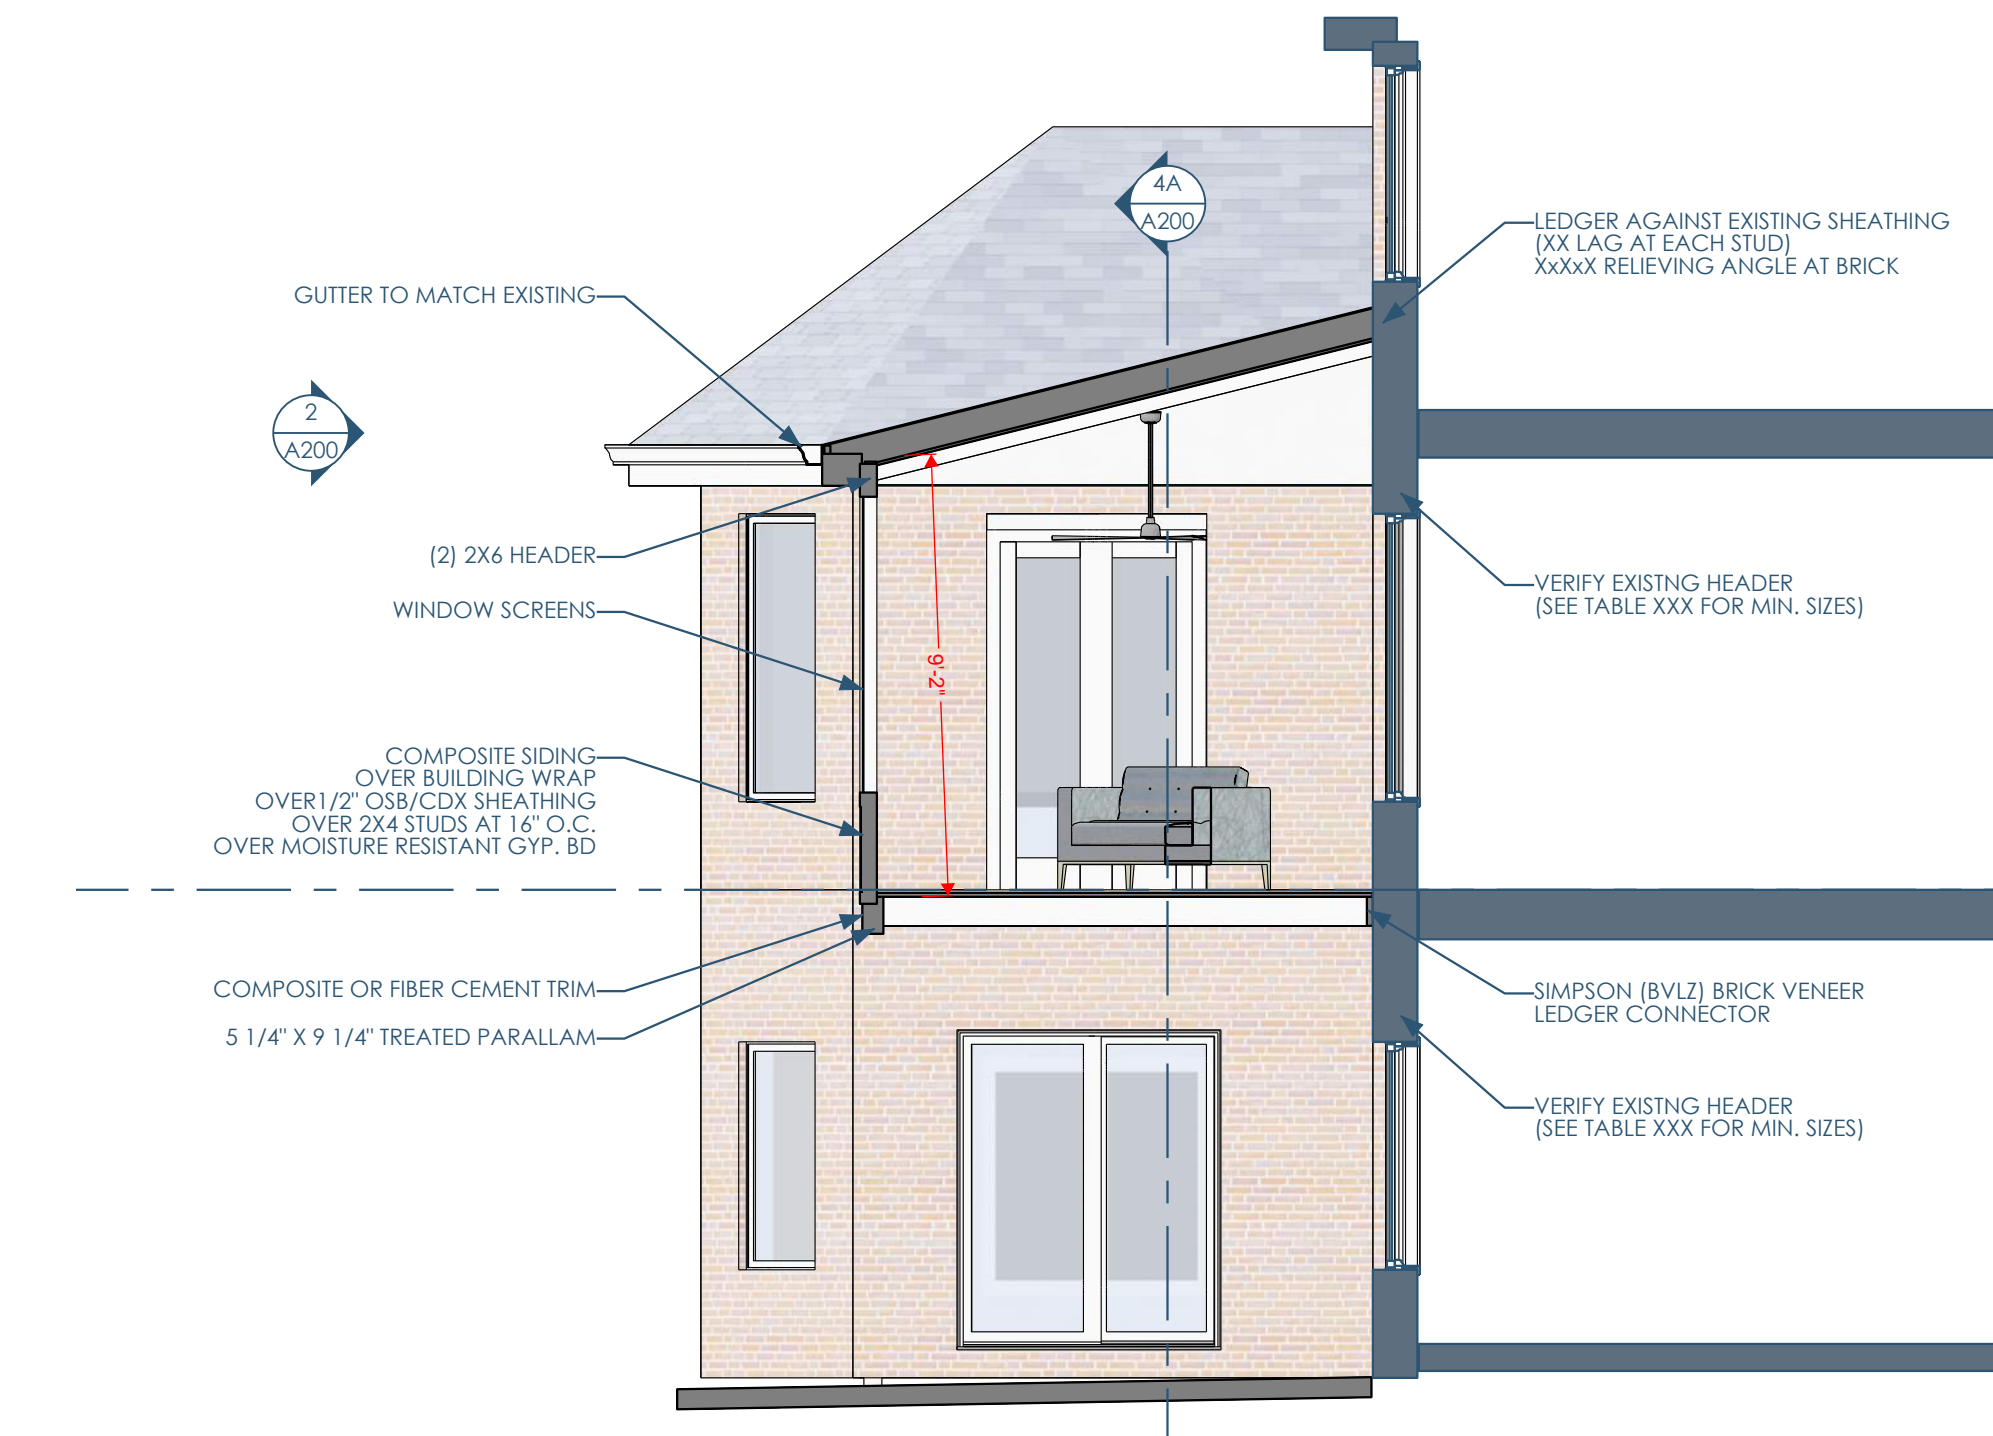 4A
A200
LEDGER AGAINST EXISTING SHEATHING
(XX LAG AT EACH STUD)
XxXxX RELIEVING ANGLE AT BRICK
GUTTER TO MATCH EXISTING
2
A200
(2) 2X6 HEADER
VERIFY EXISTNG HEADER
(SEE TABLE XXX FOR MIN. SIZES)
WINDOW SCREENS
9'-2"
COMPOSITE SIDING
OVER BUILDING WRAP
OVER1/2" OSB/CDX SHEATHING
OVER 2X4 STUDS AT 16" O.C.
OVER MOISTURE RESISTANT GYP. BD
COMPOSITE OR FIBER CEMENT TRIM
5 1/4" X 9 1/4" TREATED PARALLAM
SIMPSON (BVLZ) BRICK VENEER
LEDGER CONNECTOR
VERIFY EXISTNG HEADER
(SEE TABLE XXX FOR MIN. SIZES)